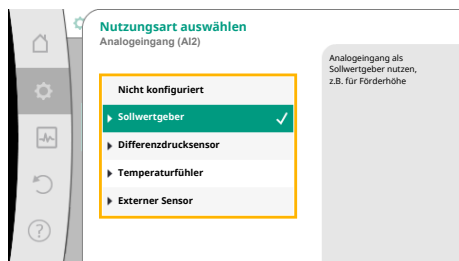 Nutzungsart auswählen
Analogeingang (AI2)
Nicht konfiguriert
Sollwertgeber
Differenzdrucksensor
Temperaturfühler
Externer Sensor
Analogeingang als
Sollwertgeber nutzen,
z.B. für Förderhöhe